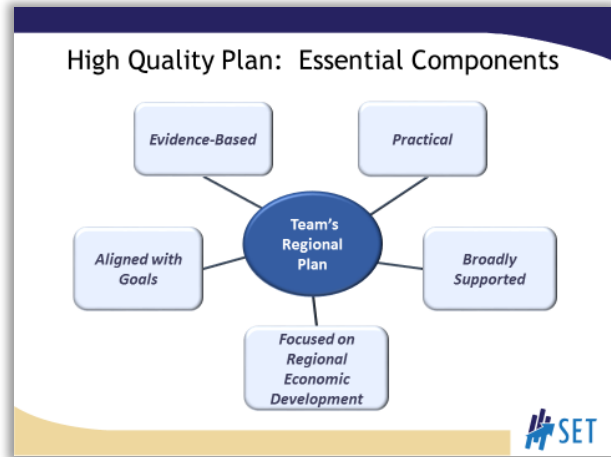 High Quality Plan:  Essential Components
Evidence-Based
Practical
Team's
Regional
Plan
Aligned with
Goals
Broadly
Supported
Focused on
Regional
Economic
Development
SET